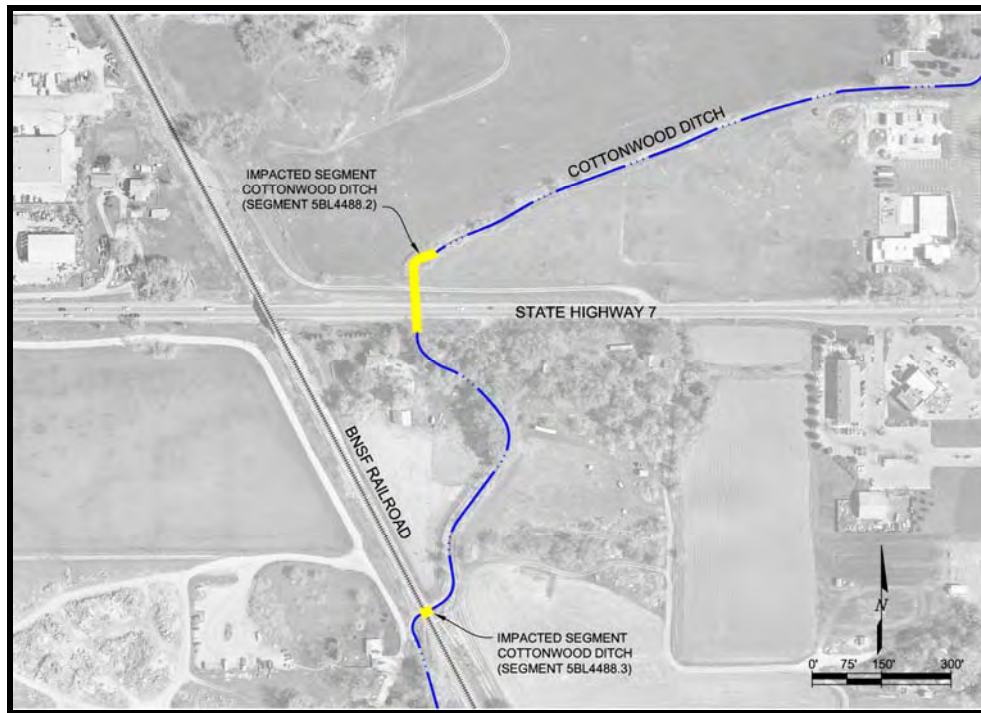 COTTONWOOD DITCH
IMPACTED SEGMENT
COTTONWOOD DITCH
(SEGMENT 5BL4488.2)
STATE HIGHWAY 7
BNSF RAILROAD
IMPACTED SEGMENT
COTTONWOOD DITCH
(SEGMENT 5BL4488.3)
N
0' 75' 150' 300'